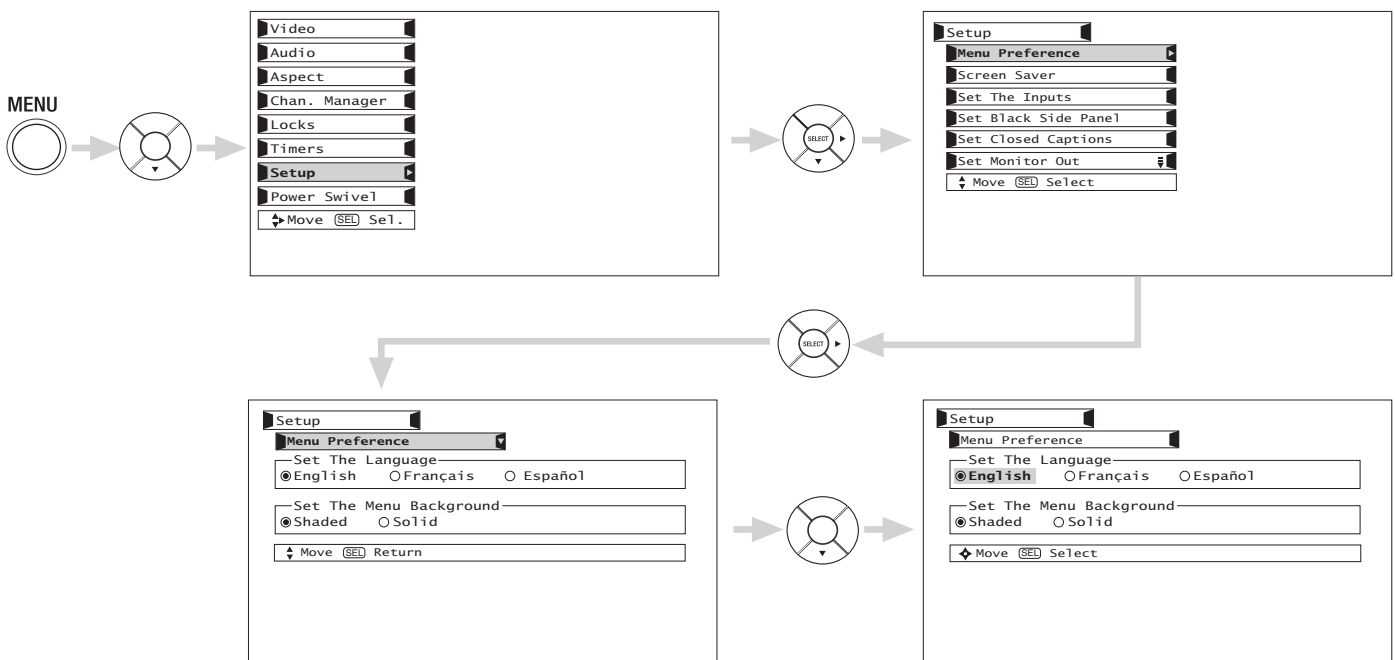 MENU
Video
Audio
Aspect
Chan. Manager
Locks
Timers
Setup
Power Swivel
Move SEL Sel.
SELECT
Setup
Menu Preference
Screen Saver
Set The Inputs
Set Black Side Panel
Set Closed Captions
Set Monitor Out
Move SEL Select
SELECT
Setup
Menu Preference
Set The Language
English Français Español
Set The Menu Background
Shaded Solid
Move SEL Return
Setup
Menu Preference
Set The Language
English Français Español
Set The Menu Background
Shaded Solid
Move SEL Select